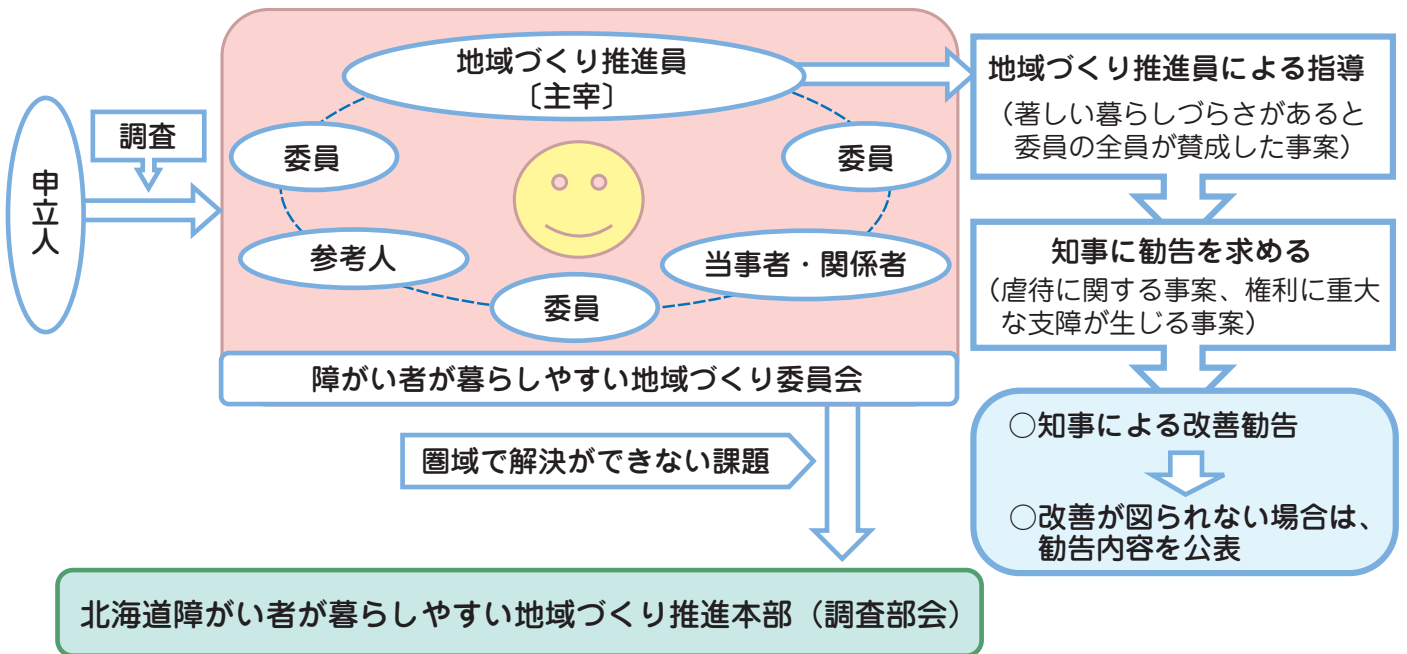 申立人
調査
地域づくり推進員
〔主宰〕
委員
委員
参考人
当事者・関係者
委員
障がい者が暮らしやすい地域づくり委員会
圏域で解決ができない課題
北海道障がい者が暮らしやすい地域づくり推進本部（調査部会）
地域づくり推進員による指導
（著しい暮らしづらさがあると
委員の全員が賛成した事案）
知事に勧告を求める
（虐待に関する事案、権利に重大
な支障が生じる事案）
○知事による改善勧告
○改善が図られない場合は、
勧告内容を公表